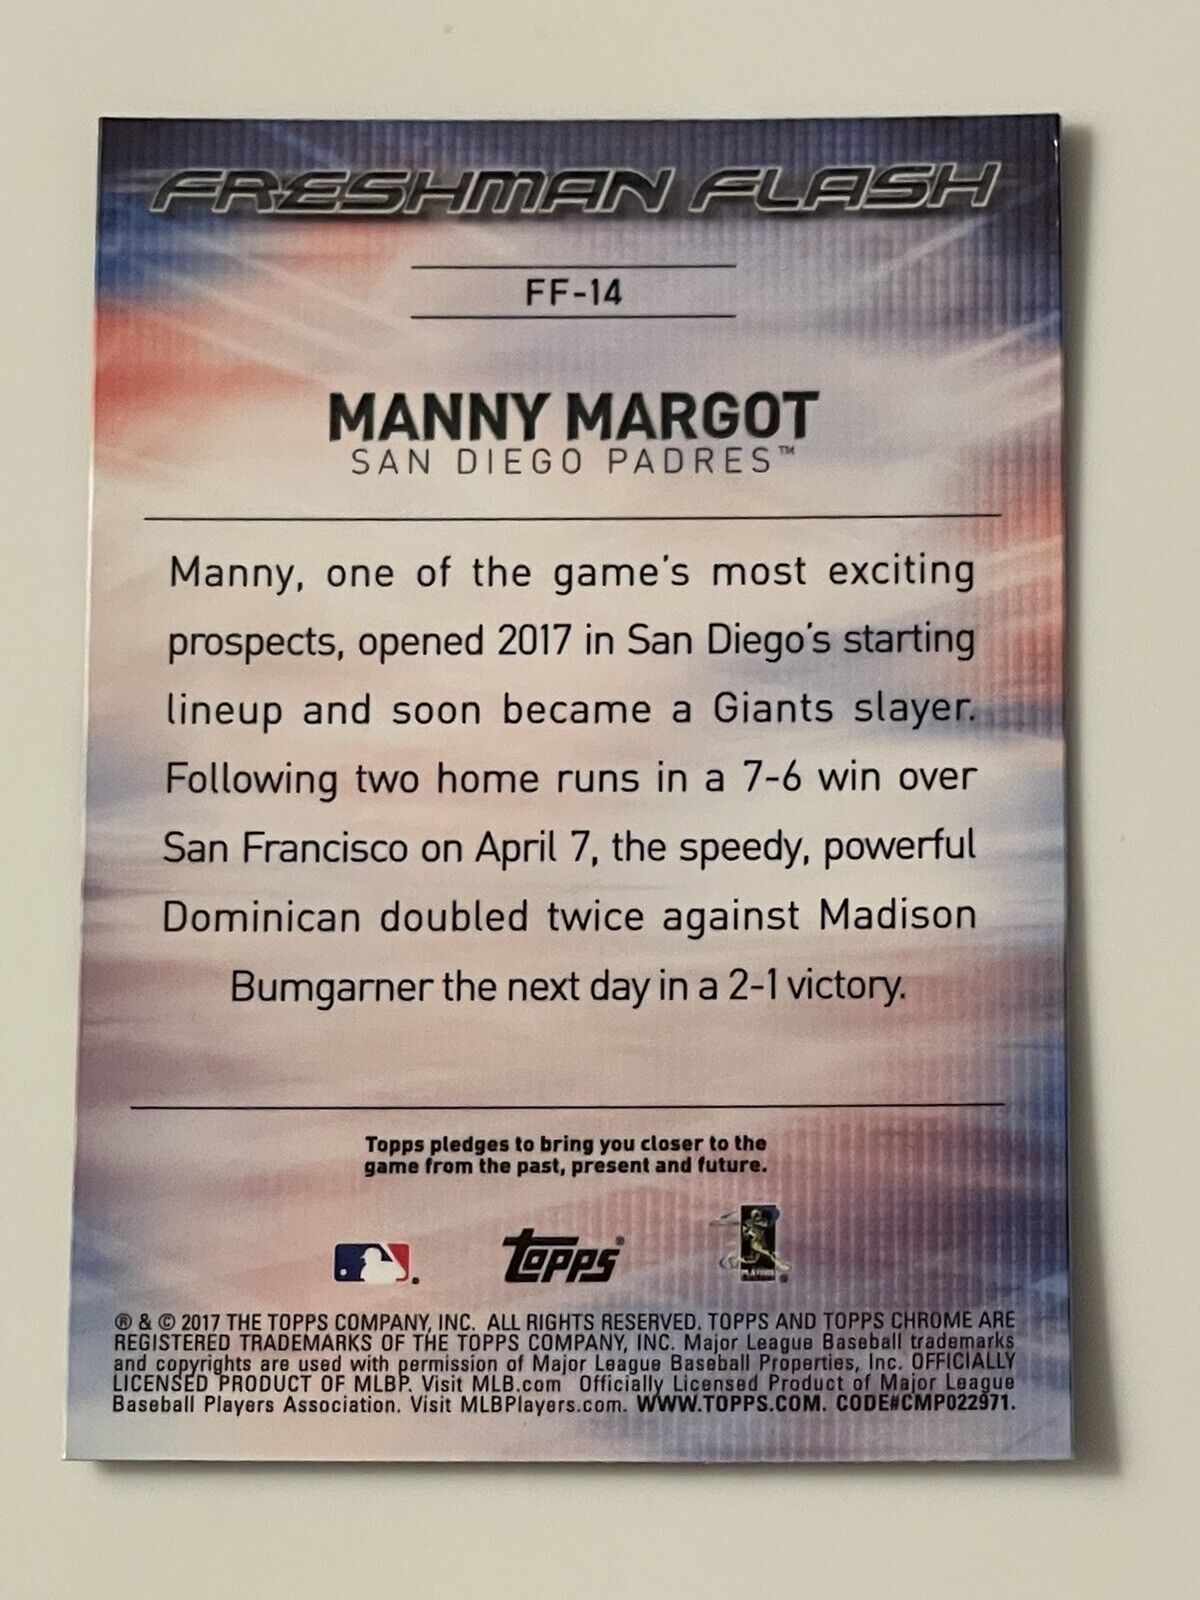 FRESHMAN FLASH
FF-14
MANNY MARGOT
SAN DIEGO PADRES™
Manny, one of the game's most exciting
prospects, opened 2017 in San Diego's starting
lineup and soon became a Giants slayer.
Following two home runs in a 7-6 win over
San Francisco on April 7, the speedy, powerful
Dominican doubled twice against Madison
Bumgarner the next day in a 2-1 victory.
Topps pledges to bring you closer to the
game from the past, present and future.
topps®
® & © 2017 THE TOPPS COMPANY, INC. ALL RIGHTS RESERVED. TOPPS AND TOPPS CHROME ARE
REGISTERED TRADEMARKS OF THE TOPPS COMPANY, INC. Major League Baseball trademarks
and copyrights are used with permission of Major League Baseball Properties, Inc. OFFICIALLY
LICENSED PRODUCT OF MLBP. Visit MLB.com Officially Licensed Product of Major League
Baseball Players Association. Visit MLBPlayers.com. WWW.TOPPS.COM. CODE#CMP022971.